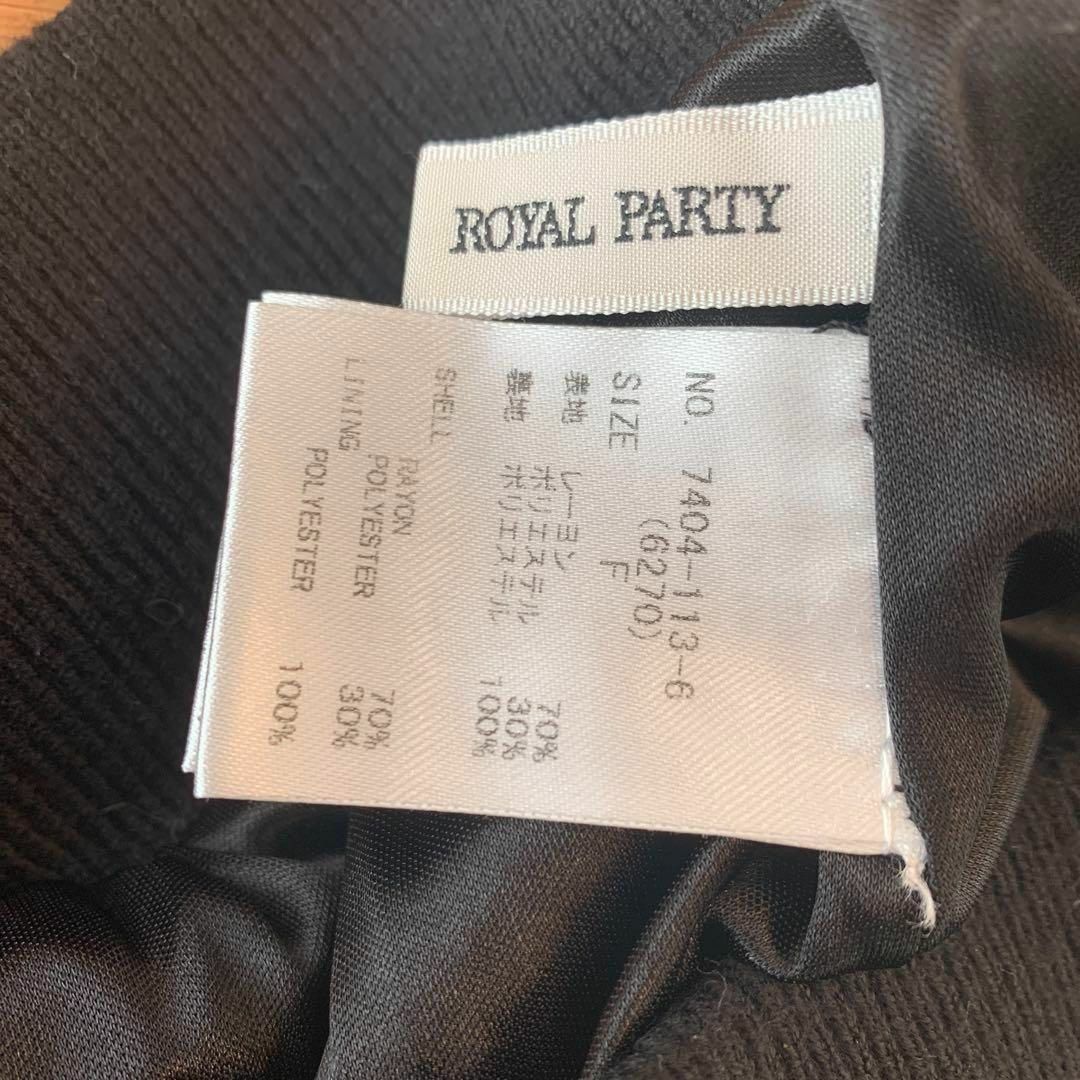 ROYAL PARTY
NO. 7404-113-6
(6270)
SIZE F
表地 レーヨン 70%
ポリエステル 30%
裏地 ポリエステル 100%
SHELL
RAYON 70%
POLYESTER 30%
LINING
POLYESTER 100%